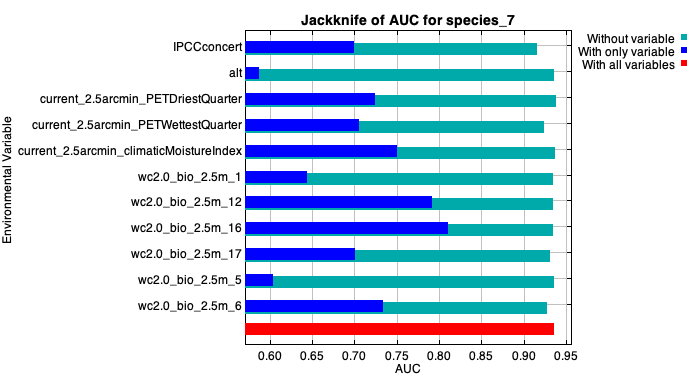 Jackknife of AUC for species_7
Without variable
With only variable
With all variables
Environmental Variable
IPCCconcert
alt
current_2.5arcmin_PETDriestQuarter
current_2.5arcmin_PETWettestQuarter
current_2.5arcmin_climaticMoistureIndex
wc2.0_bio_2.5m_1
wc2.0_bio_2.5m_12
wc2.0_bio_2.5m_16
wc2.0_bio_2.5m_17
wc2.0_bio_2.5m_5
wc2.0_bio_2.5m_6
0.60 0.65 0.70 0.75 0.80 0.85 0.90 0.95
AUC